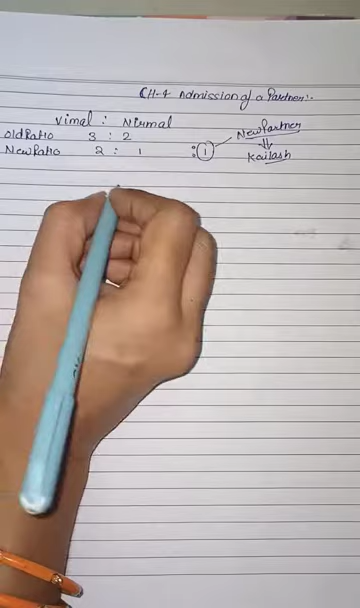 CH-4 Admission of a Partner:-
Vimal : Nirmal
Old Ratio 3 : 2
New Ratio 2 : 1 : 1 New Partner
Kailash